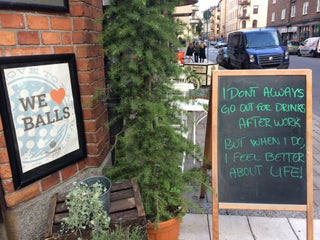 WE ♥
BALLS
I DON'T ALWAYS
GO OUT FOR DRINKS
AFTER WORK
BUT WHEN I DO,
I FEEL BETTER
ABOUT LIFE!